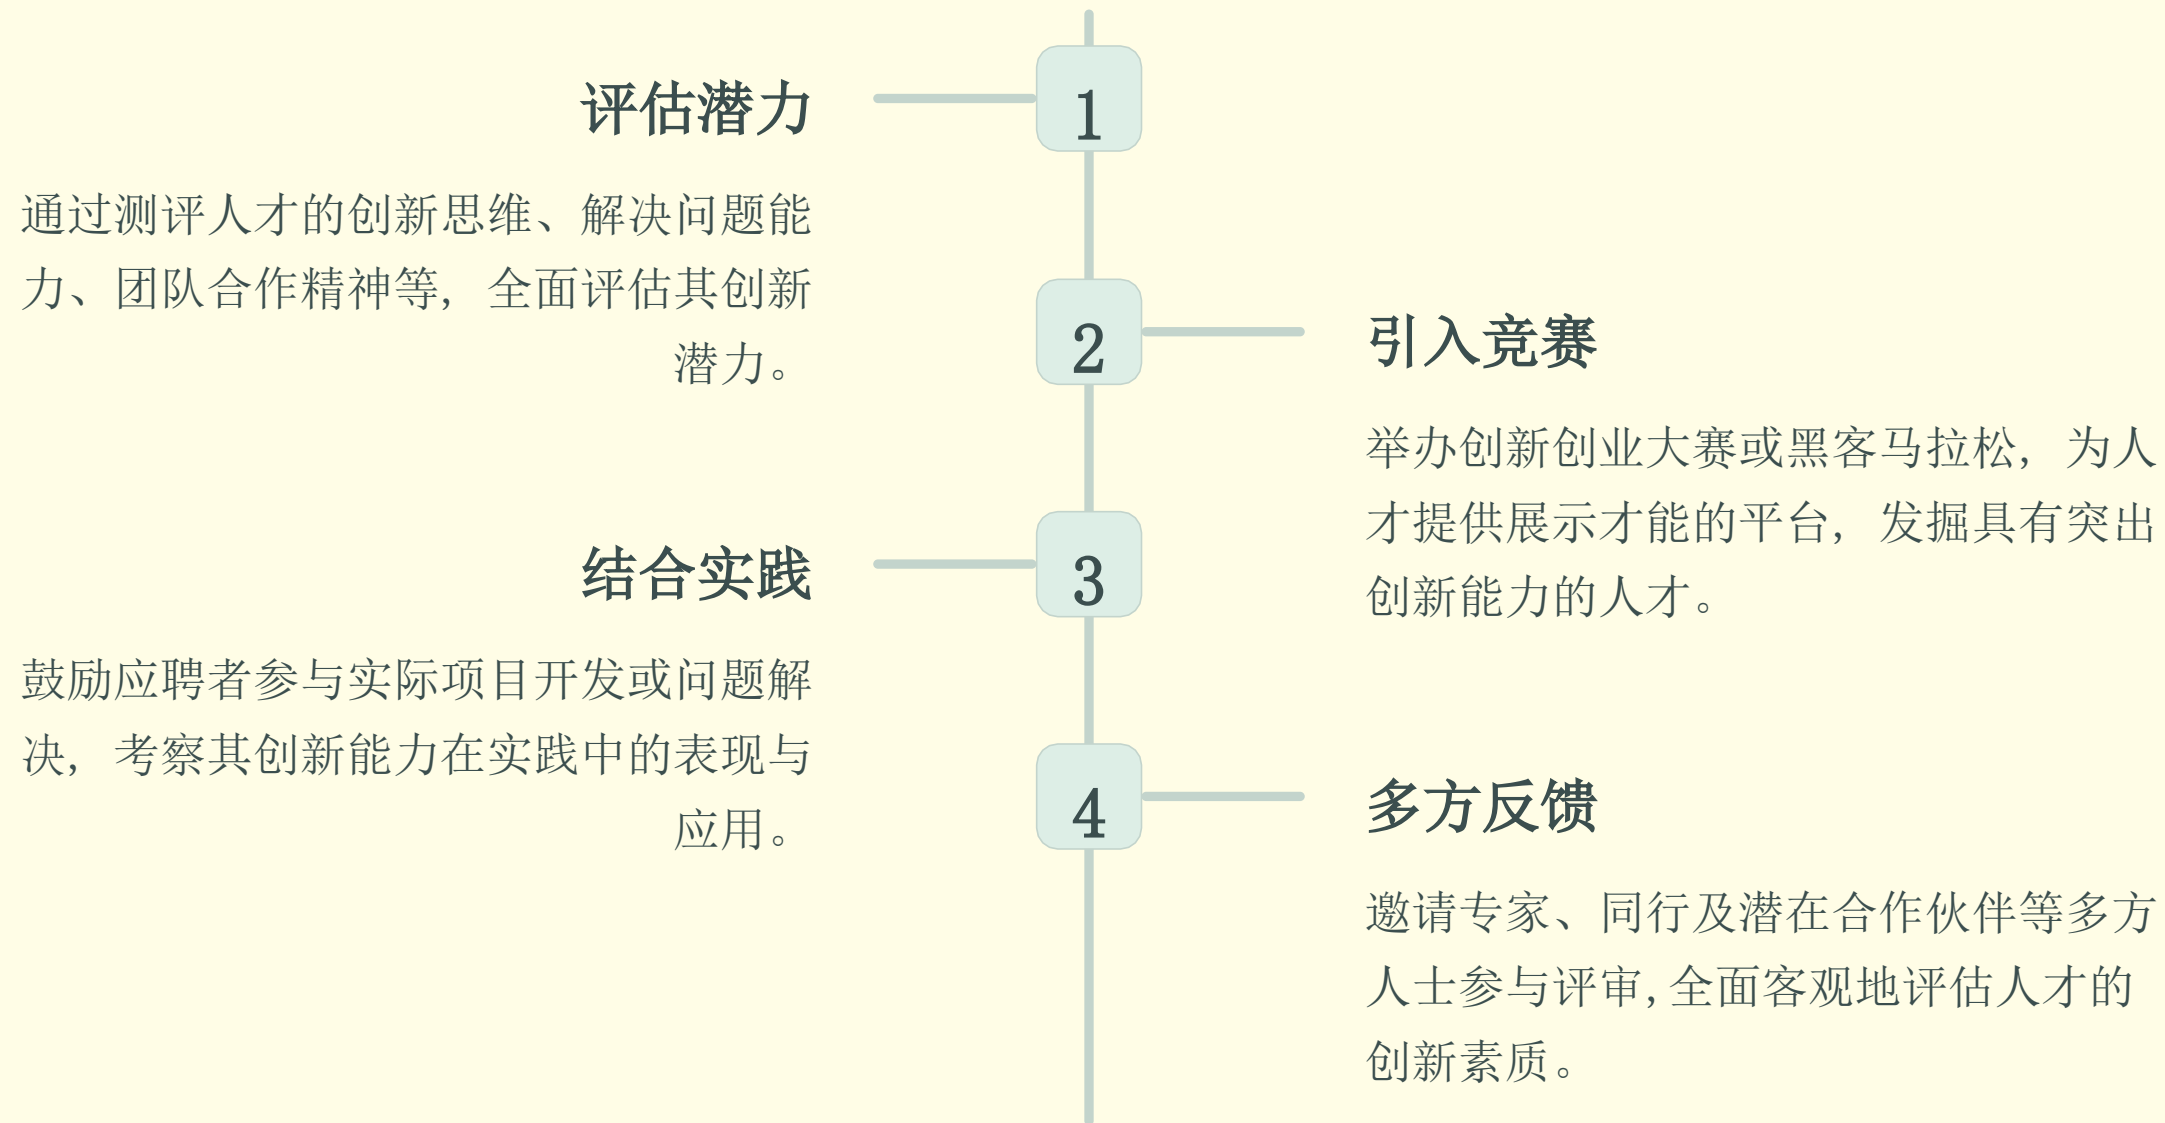 1
评估潜力
通过测评人才的创新思维、解决问题能
力、团队合作精神等，全面评估其创新
潜力。
2
引入竞赛
举办创新创业大赛或黑客马拉松，为人
才提供展示才能的平台，发掘具有突出
创新能力的人才。
3
结合实践
鼓励应聘者参与实际项目开发或问题解
决，考察其创新能力在实践中的表现与
应用。
4
多方反馈
邀请专家、同行及潜在合作伙伴等多方
人士参与评审,全面客观地评估人才的
创新素质。